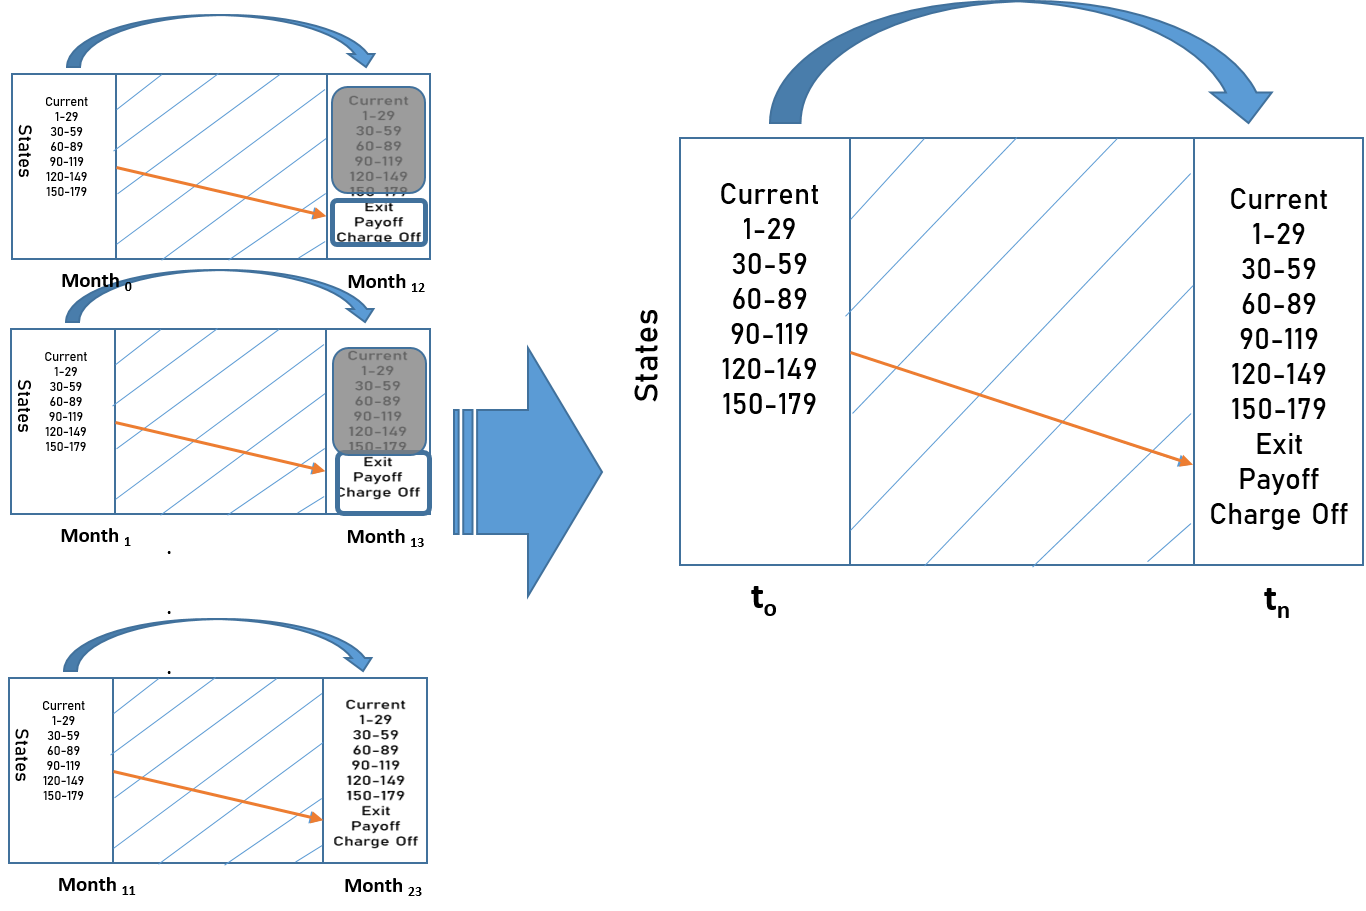 States
Current
1-29
30-59
60-89
90-119
120-149
150-179
Current
1-29
30-59
60-89
90-119
120-149
150-179
Exit
Payoff
Charge Off
Month 0
Month 12
States
Current
1-29
30-59
60-89
90-119
120-149
150-179
Current
1-29
30-59
60-89
90-119
120-149
150-179
Exit
Payoff
Charge Off
Month 1
Month 13
.
.
.
States
Current
1-29
30-59
60-89
90-119
120-149
150-179
Current
1-29
30-59
60-89
90-119
120-149
150-179
Exit
Payoff
Charge Off
Month 11
Month 23
States
Current
1-29
30-59
60-89
90-119
120-149
150-179
Current
1-29
30-59
60-89
90-119
120-149
150-179
Exit
Payoff
Charge Off
to
tn